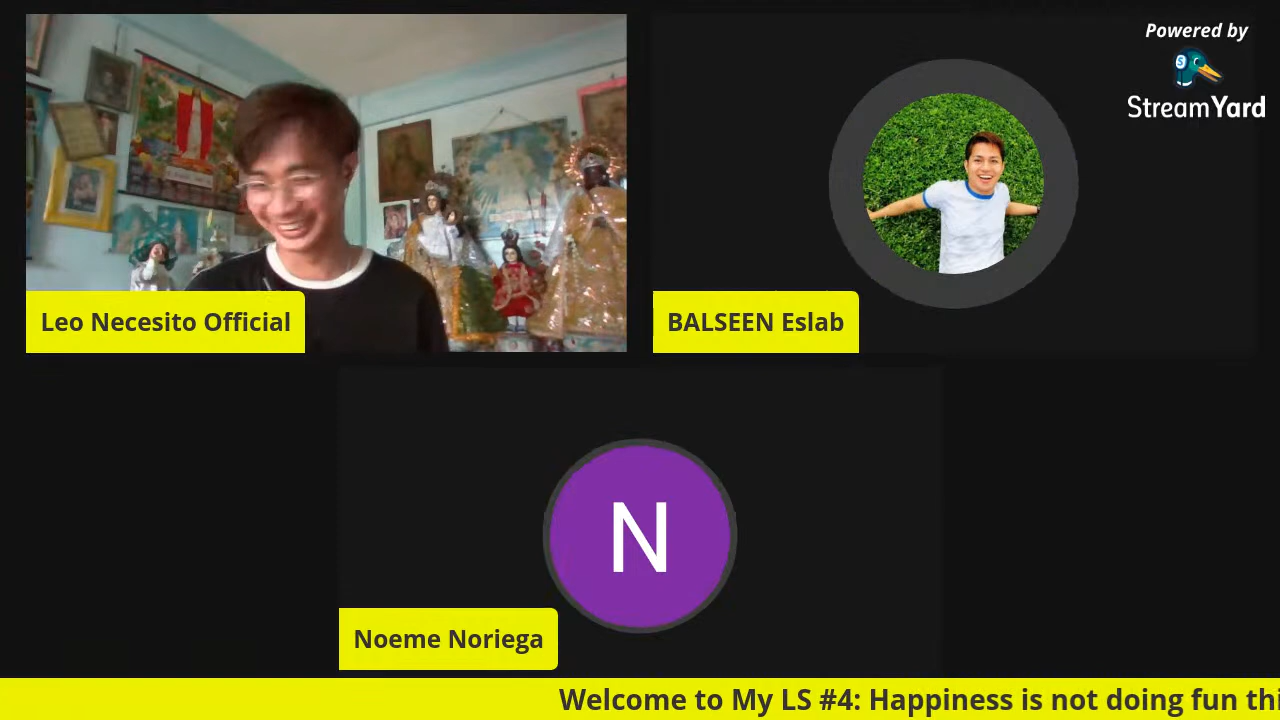 Powered by
StreamYard
Leo Necesito Official
BALSEEN Eslab
N
Noeme Noriega
Welcome to My LS #4: Happiness is not doing fun thi